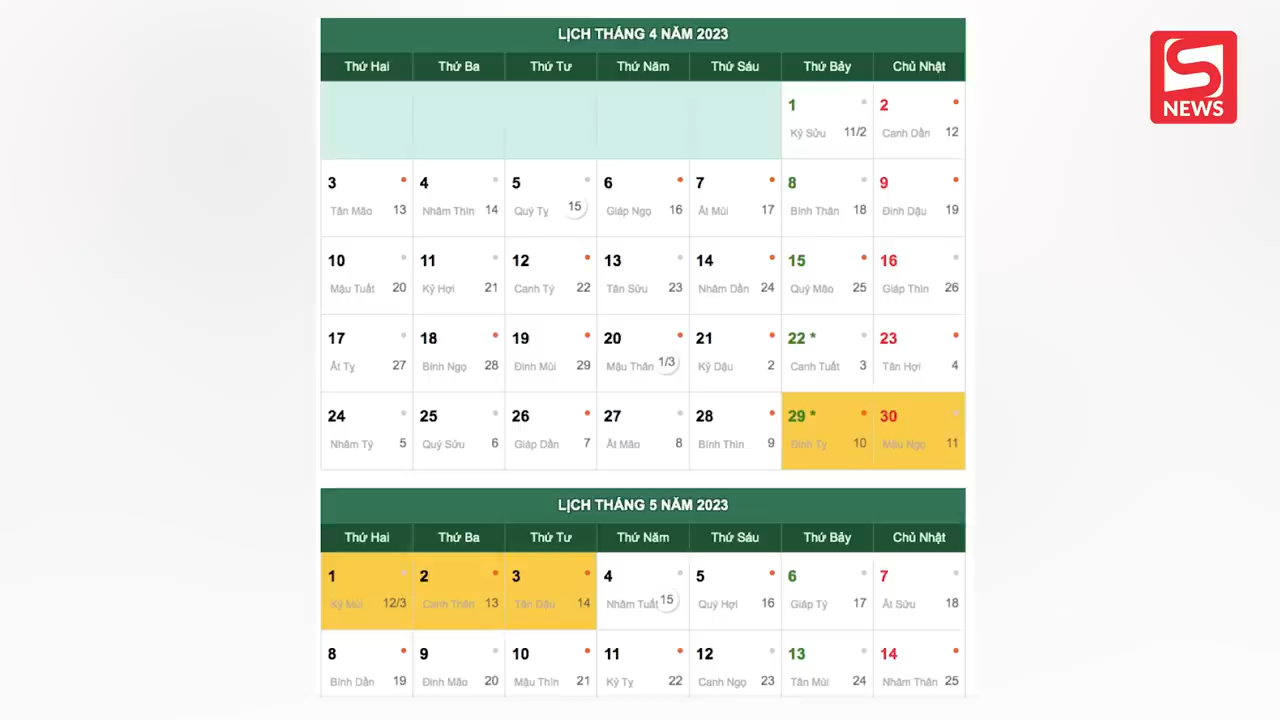 LỊCH THÁNG 4 NĂM 2023
Thứ Hai Thứ Ba Thứ Tư Thứ Năm Thứ Sáu Thứ Bảy Chủ Nhật
1 2
Kỷ Sửu 11/2 Canh Dần 12
3 4 5 6 7 8 9
Tân Mão 13 Nhâm Thìn 14 Quý Tỵ 15 Giáp Ngọ 16 Ất Mùi 17 Bính Thân 18 Đinh Dậu 19
10 11 12 13 14 15 16
Mậu Tuất 20 Kỷ Hợi 21 Canh Tý 22 Tân Sửu 23 Nhâm Dần 24 Quý Mão 25 Giáp Thìn 26
17 18 19 20 21 22 * 23
Ất Tỵ 27 Bính Ngọ 28 Đinh Mùi 29 Mậu Thân 1/3 Kỷ Dậu 2 Canh Tuất 3 Tân Hợi 4
24 25 26 27 28 29 * 30
Nhâm Tý 5 Quý Sửu 6 Giáp Dần 7 Ất Mão 8 Bính Thìn 9 Đinh Tỵ 10 Mậu Ngọ 11
LỊCH THÁNG 5 NĂM 2023
Thứ Hai Thứ Ba Thứ Tư Thứ Năm Thứ Sáu Thứ Bảy Chủ Nhật
1 2 3 4 5 6 7
Kỷ Mùi 12/3 Canh Thân 13 Tân Dậu 14 Nhâm Tuất 15 Quý Hợi 16 Giáp Tý 17 Ất Sửu 18
8 9 10 11 12 13 14
Bính Dần 19 Đinh Mão 20 Mậu Thìn 21 Kỷ Tỵ 22 Canh Ngọ 23 Tân Mùi 24 Nhâm Thân 25
S
NEWS